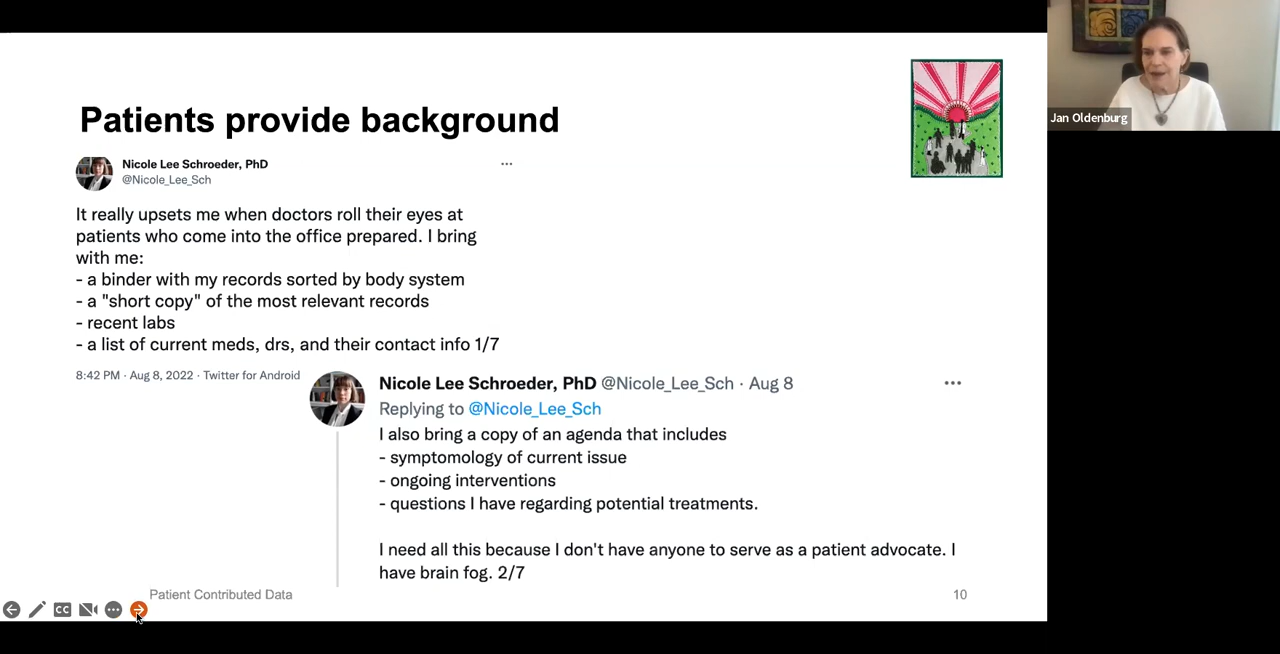 Patients provide background
Nicole Lee Schroeder, PhD
@Nicole_Lee_Sch
It really upsets me when doctors roll their eyes at
patients who come into the office prepared. I bring
with me:
- a binder with my records sorted by body system
- a "short copy" of the most relevant records
- recent labs
- a list of current meds, drs, and their contact info 1/7
8:42 PM · Aug 8, 2022 · Twitter for Android
Nicole Lee Schroeder, PhD @Nicole_Lee_Sch · Aug 8
Replying to @Nicole_Lee_Sch
I also bring a copy of an agenda that includes
- symptomology of current issue
- ongoing interventions
- questions I have regarding potential treatments.
I need all this because I don't have anyone to serve as a patient advocate. I
have brain fog. 2/7
Patient Contributed Data
10
CC
Jan Oldenburg